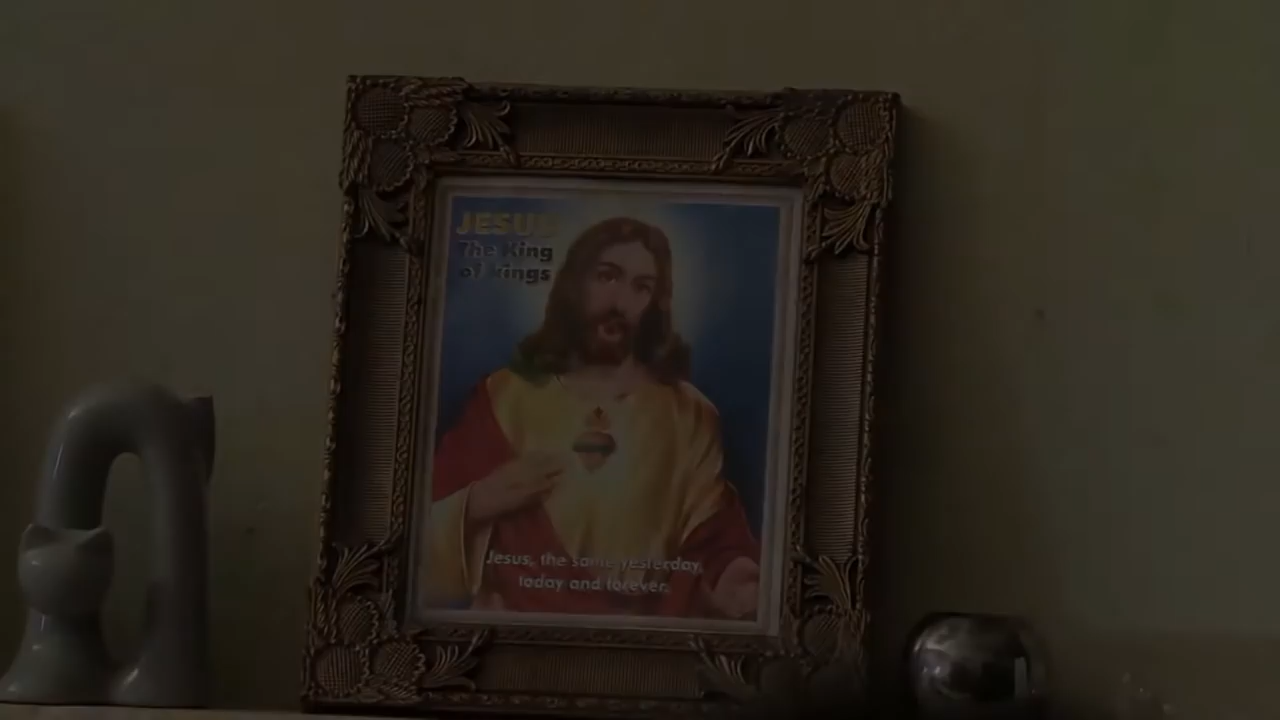 JESUS
The King
of kings
Jesus, the same yesterday,
today and forever.